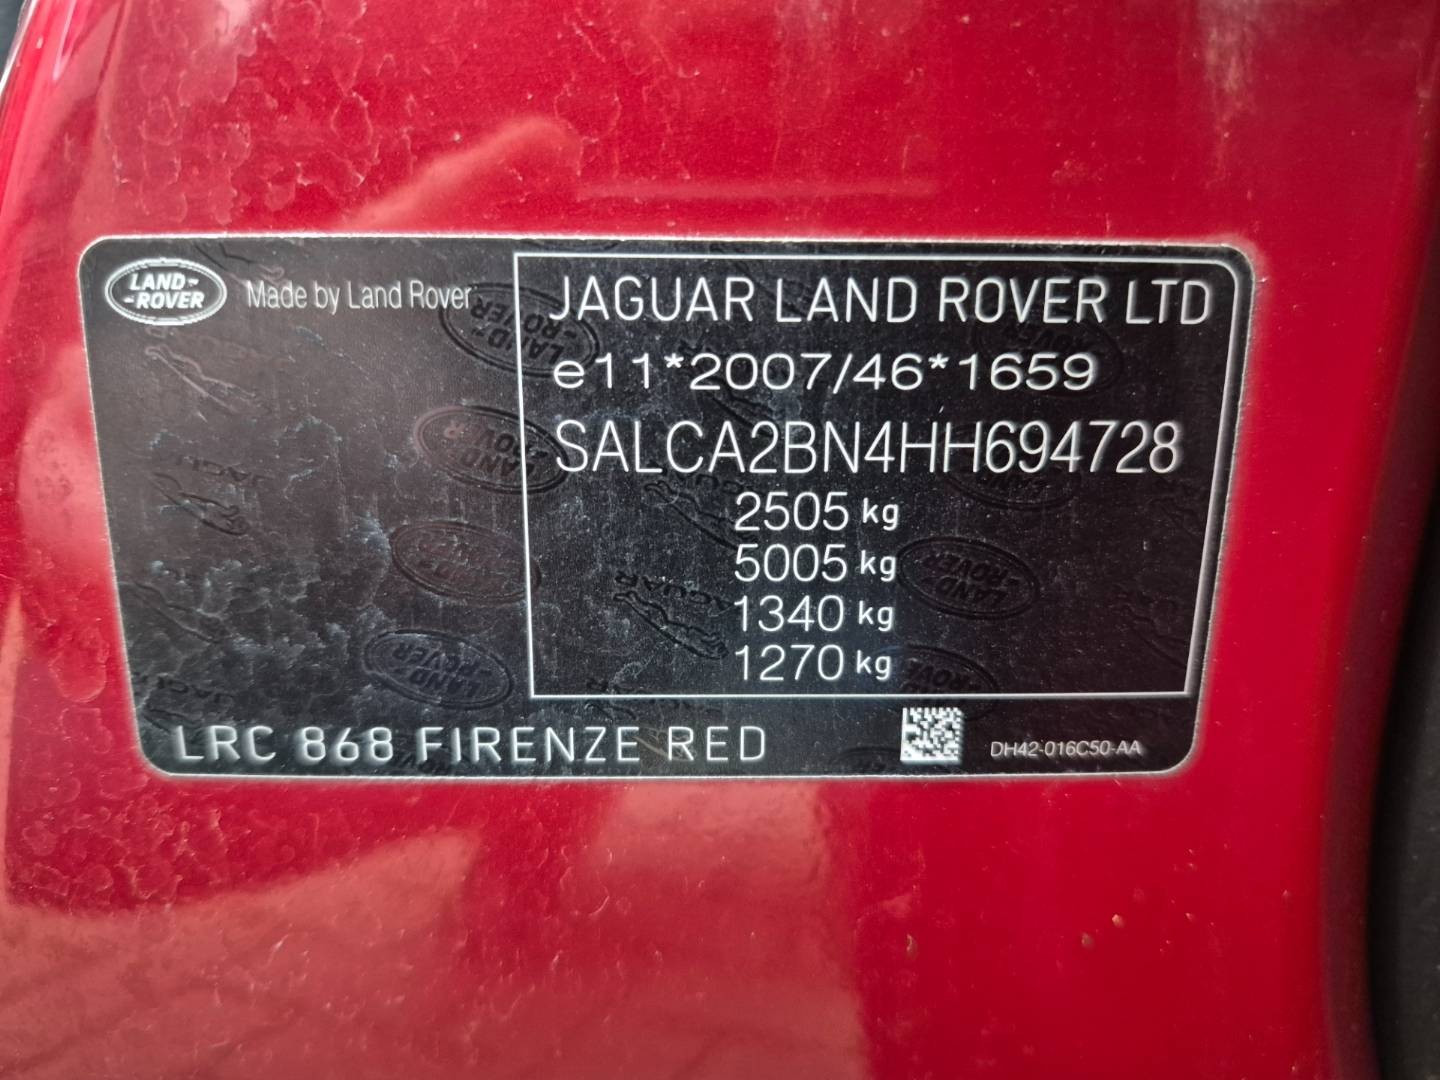 LAND-
-ROVER
Made by Land Rover
JAGUAR LAND ROVER LTD
e11*2007/46*1659
SALCA2BN4HH694728
2505 kg
5005 kg
1340 kg
1270 kg
LRC 868 FIRENZE RED
DH42-016C50-AA